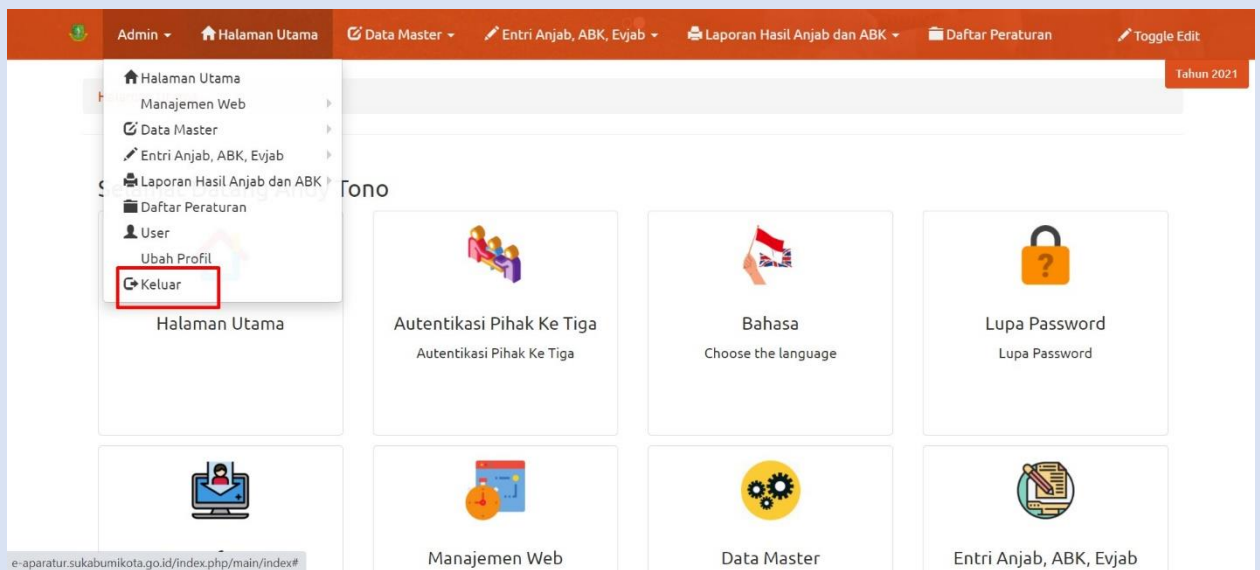 Admin Halaman Utama Data Master Entri Anjab, ABK, Evjab Laporan Hasil Anjab dan ABK Daftar Peraturan Toggle Edit
Tahun 2021
Halaman Utama
Manajemen Web
Data Master
Entri Anjab, ABK, Evjab
Laporan Hasil Anjab dan ABK
Daftar Peraturan
User
Ubah Profil
Keluar
Tono
Halaman Utama
Autentikasi Pihak Ke Tiga
Autentikasi Pihak Ke Tiga
Bahasa
Choose the language
Lupa Password
Lupa Password
Manajemen Web
Data Master
Entri Anjab, ABK, Evjab
e-aparatur.sukabumikota.go.id/index.php/main/index#